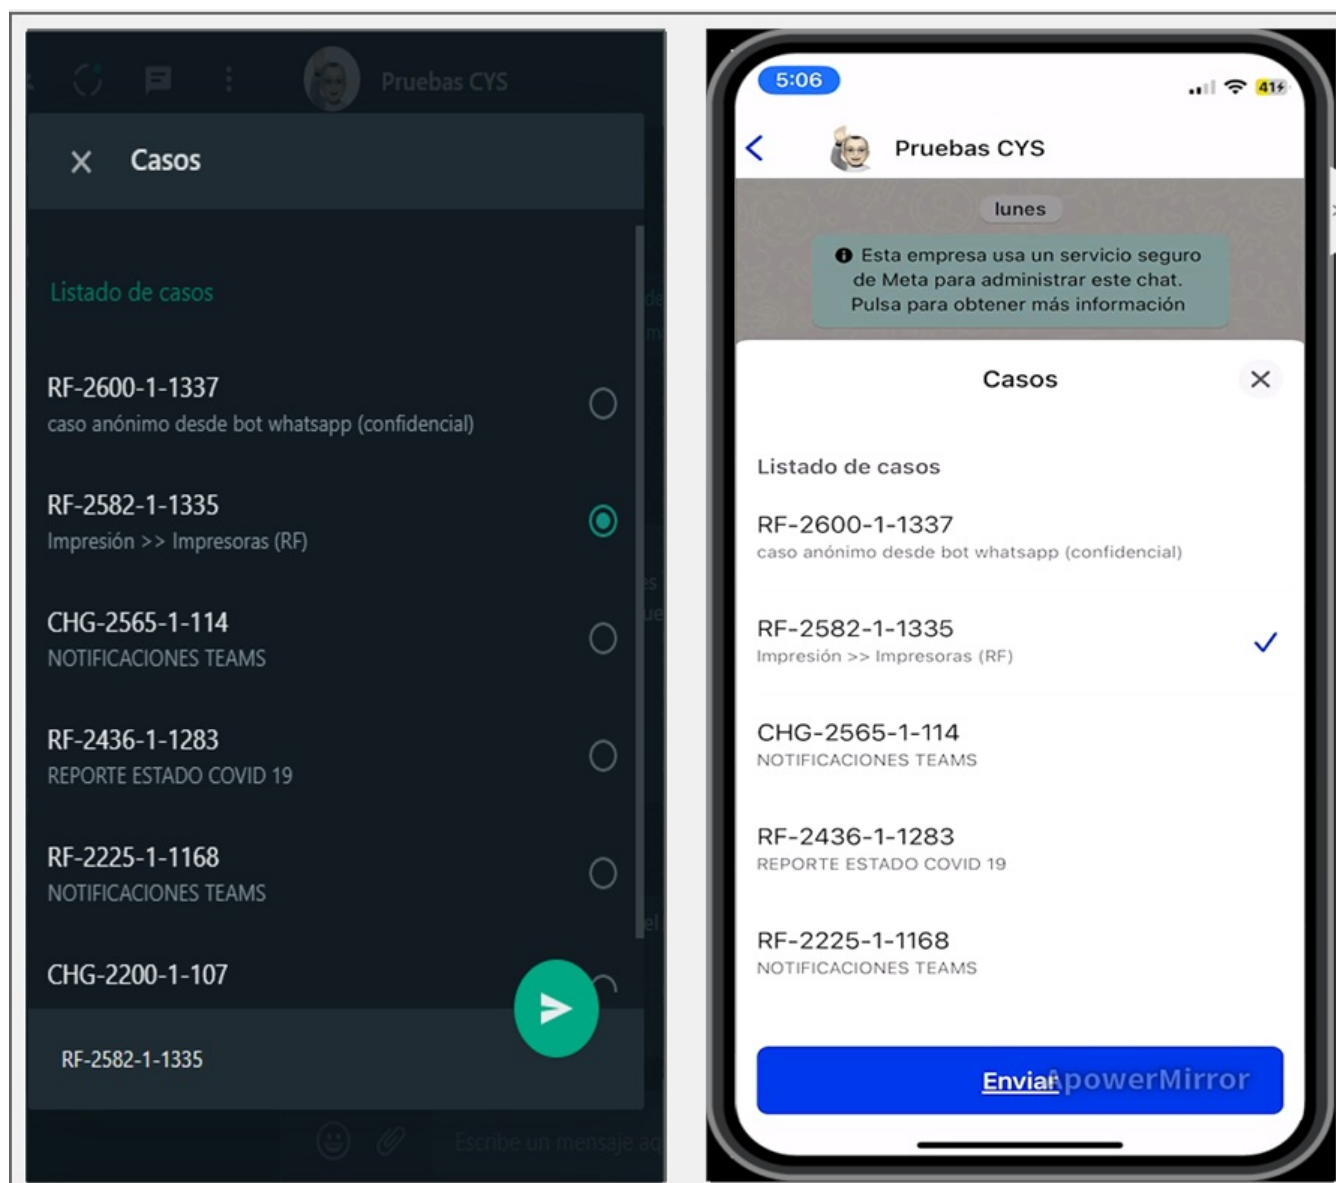 Pruebas CYS
Casos
Listado de casos
RF-2600-1-1337
caso anónimo desde bot whatsapp (confidencial)
RF-2582-1-1335
Impresión >> Impresoras (RF)
CHG-2565-1-114
NOTIFICACIONES TEAMS
RF-2436-1-1283
REPORTE ESTADO COVID 19
RF-2225-1-1168
NOTIFICACIONES TEAMS
CHG-2200-1-107
RF-2582-1-1335
Escribe un mensaje aq
5:06
41
Pruebas CYS
lunes
Esta empresa usa un servicio seguro
de Meta para administrar este chat.
Pulsa para obtener más información
Casos
Listado de casos
RF-2600-1-1337
caso anónimo desde bot whatsapp (confidencial)
RF-2582-1-1335
Impresión >> Impresoras (RF)
CHG-2565-1-114
NOTIFICACIONES TEAMS
RF-2436-1-1283
REPORTE ESTADO COVID 19
RF-2225-1-1168
NOTIFICACIONES TEAMS
Enviar
ApowerMirror